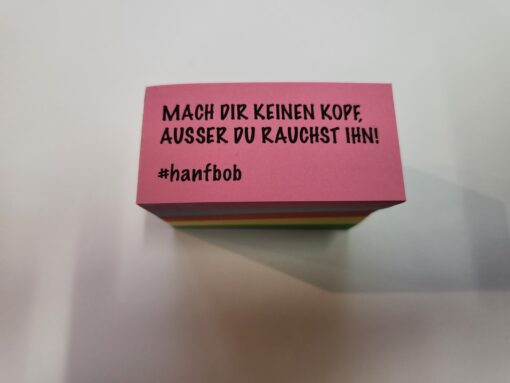 MACH DIR KEINEN KOPF,
AUSSER DU RAUCHST IHN!
#hanfbob